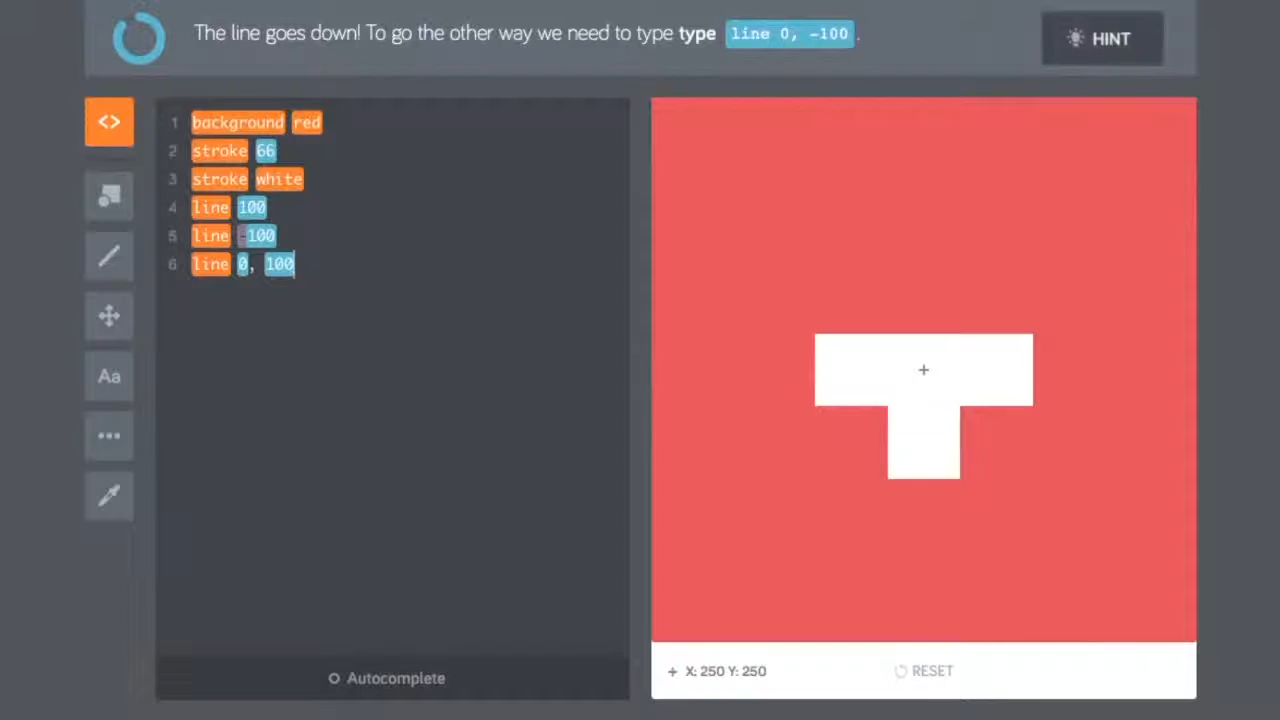 The line goes down! To go the other way we need to type type line 0, -100.
HINT
<>
1 background red
2 stroke 66
3 stroke white
4 line 100
5 line -100
6 line 0, 100
Aa
Autocomplete
+ X: 250 Y: 250
RESET